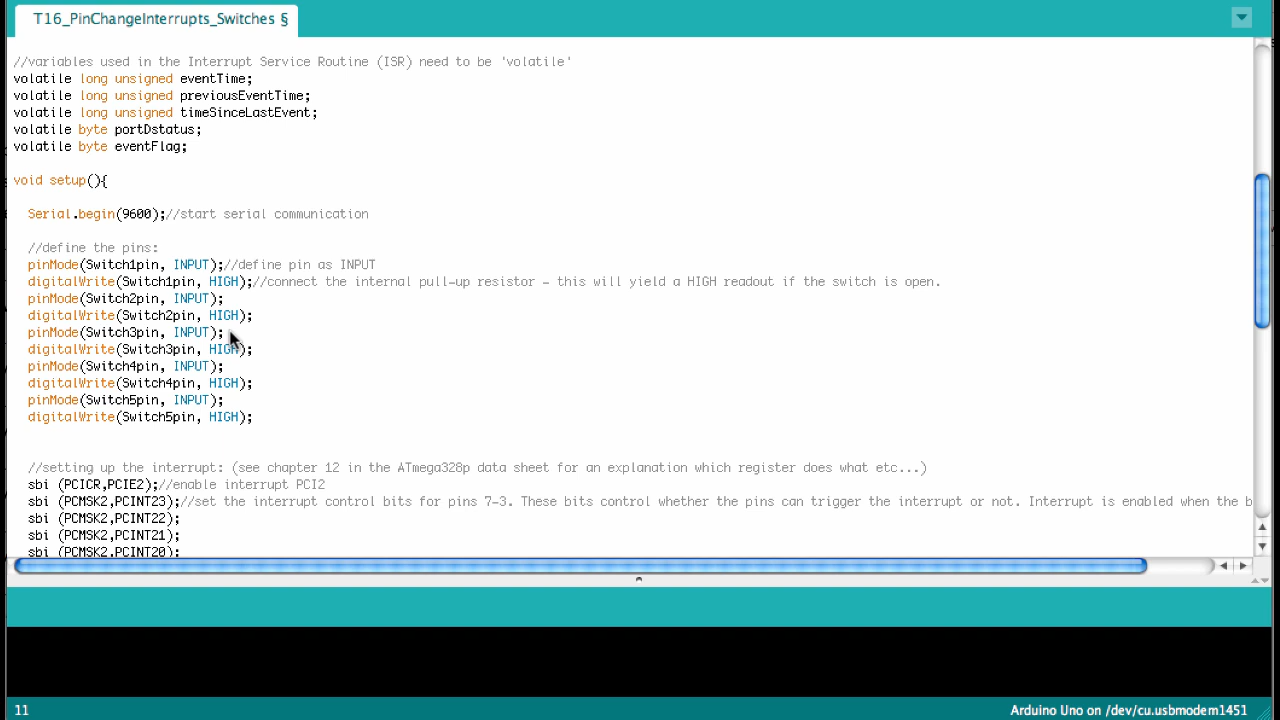 T16_PinChangeInterrupts_Switches §
//variables used in the Interrupt Service Routine (ISR) need to be 'volatile'
volatile long unsigned eventTime;
volatile long unsigned previousEventTime;
volatile long unsigned timeSinceLastEvent;
volatile byte portDstatus;
volatile byte eventFlag;
void setup(){
Serial.begin(9600);//start serial communication
//define the pins:
pinMode(Switch1pin, INPUT);//define pin as INPUT
digitalWrite(Switch1pin, HIGH);//connect the internal pull-up resistor - this will yield a HIGH readout if the switch is open.
pinMode(Switch2pin, INPUT);
digitalWrite(Switch2pin, HIGH);
pinMode(Switch3pin, INPUT);
digitalWrite(Switch3pin, HIGH);
pinMode(Switch4pin, INPUT);
digitalWrite(Switch4pin, HIGH);
pinMode(Switch5pin, INPUT);
digitalWrite(Switch5pin, HIGH);
//setting up the interrupt: (see chapter 12 in the ATmega328p data sheet for an explanation which register does what etc...)
sbi (PCICR,PCIE2);//enable interrupt PCI2
sbi (PCMSK2,PCINT23);//set the interrupt control bits for pins 7-3. These bits control whether the pins can trigger the interrupt or not. Interrupt is enabled when the b
sbi (PCMSK2,PCINT22);
sbi (PCMSK2,PCINT21);
sbi (PCMSK2,PCINT20);
11
Arduino Uno on /dev/cu.usbmodem1451